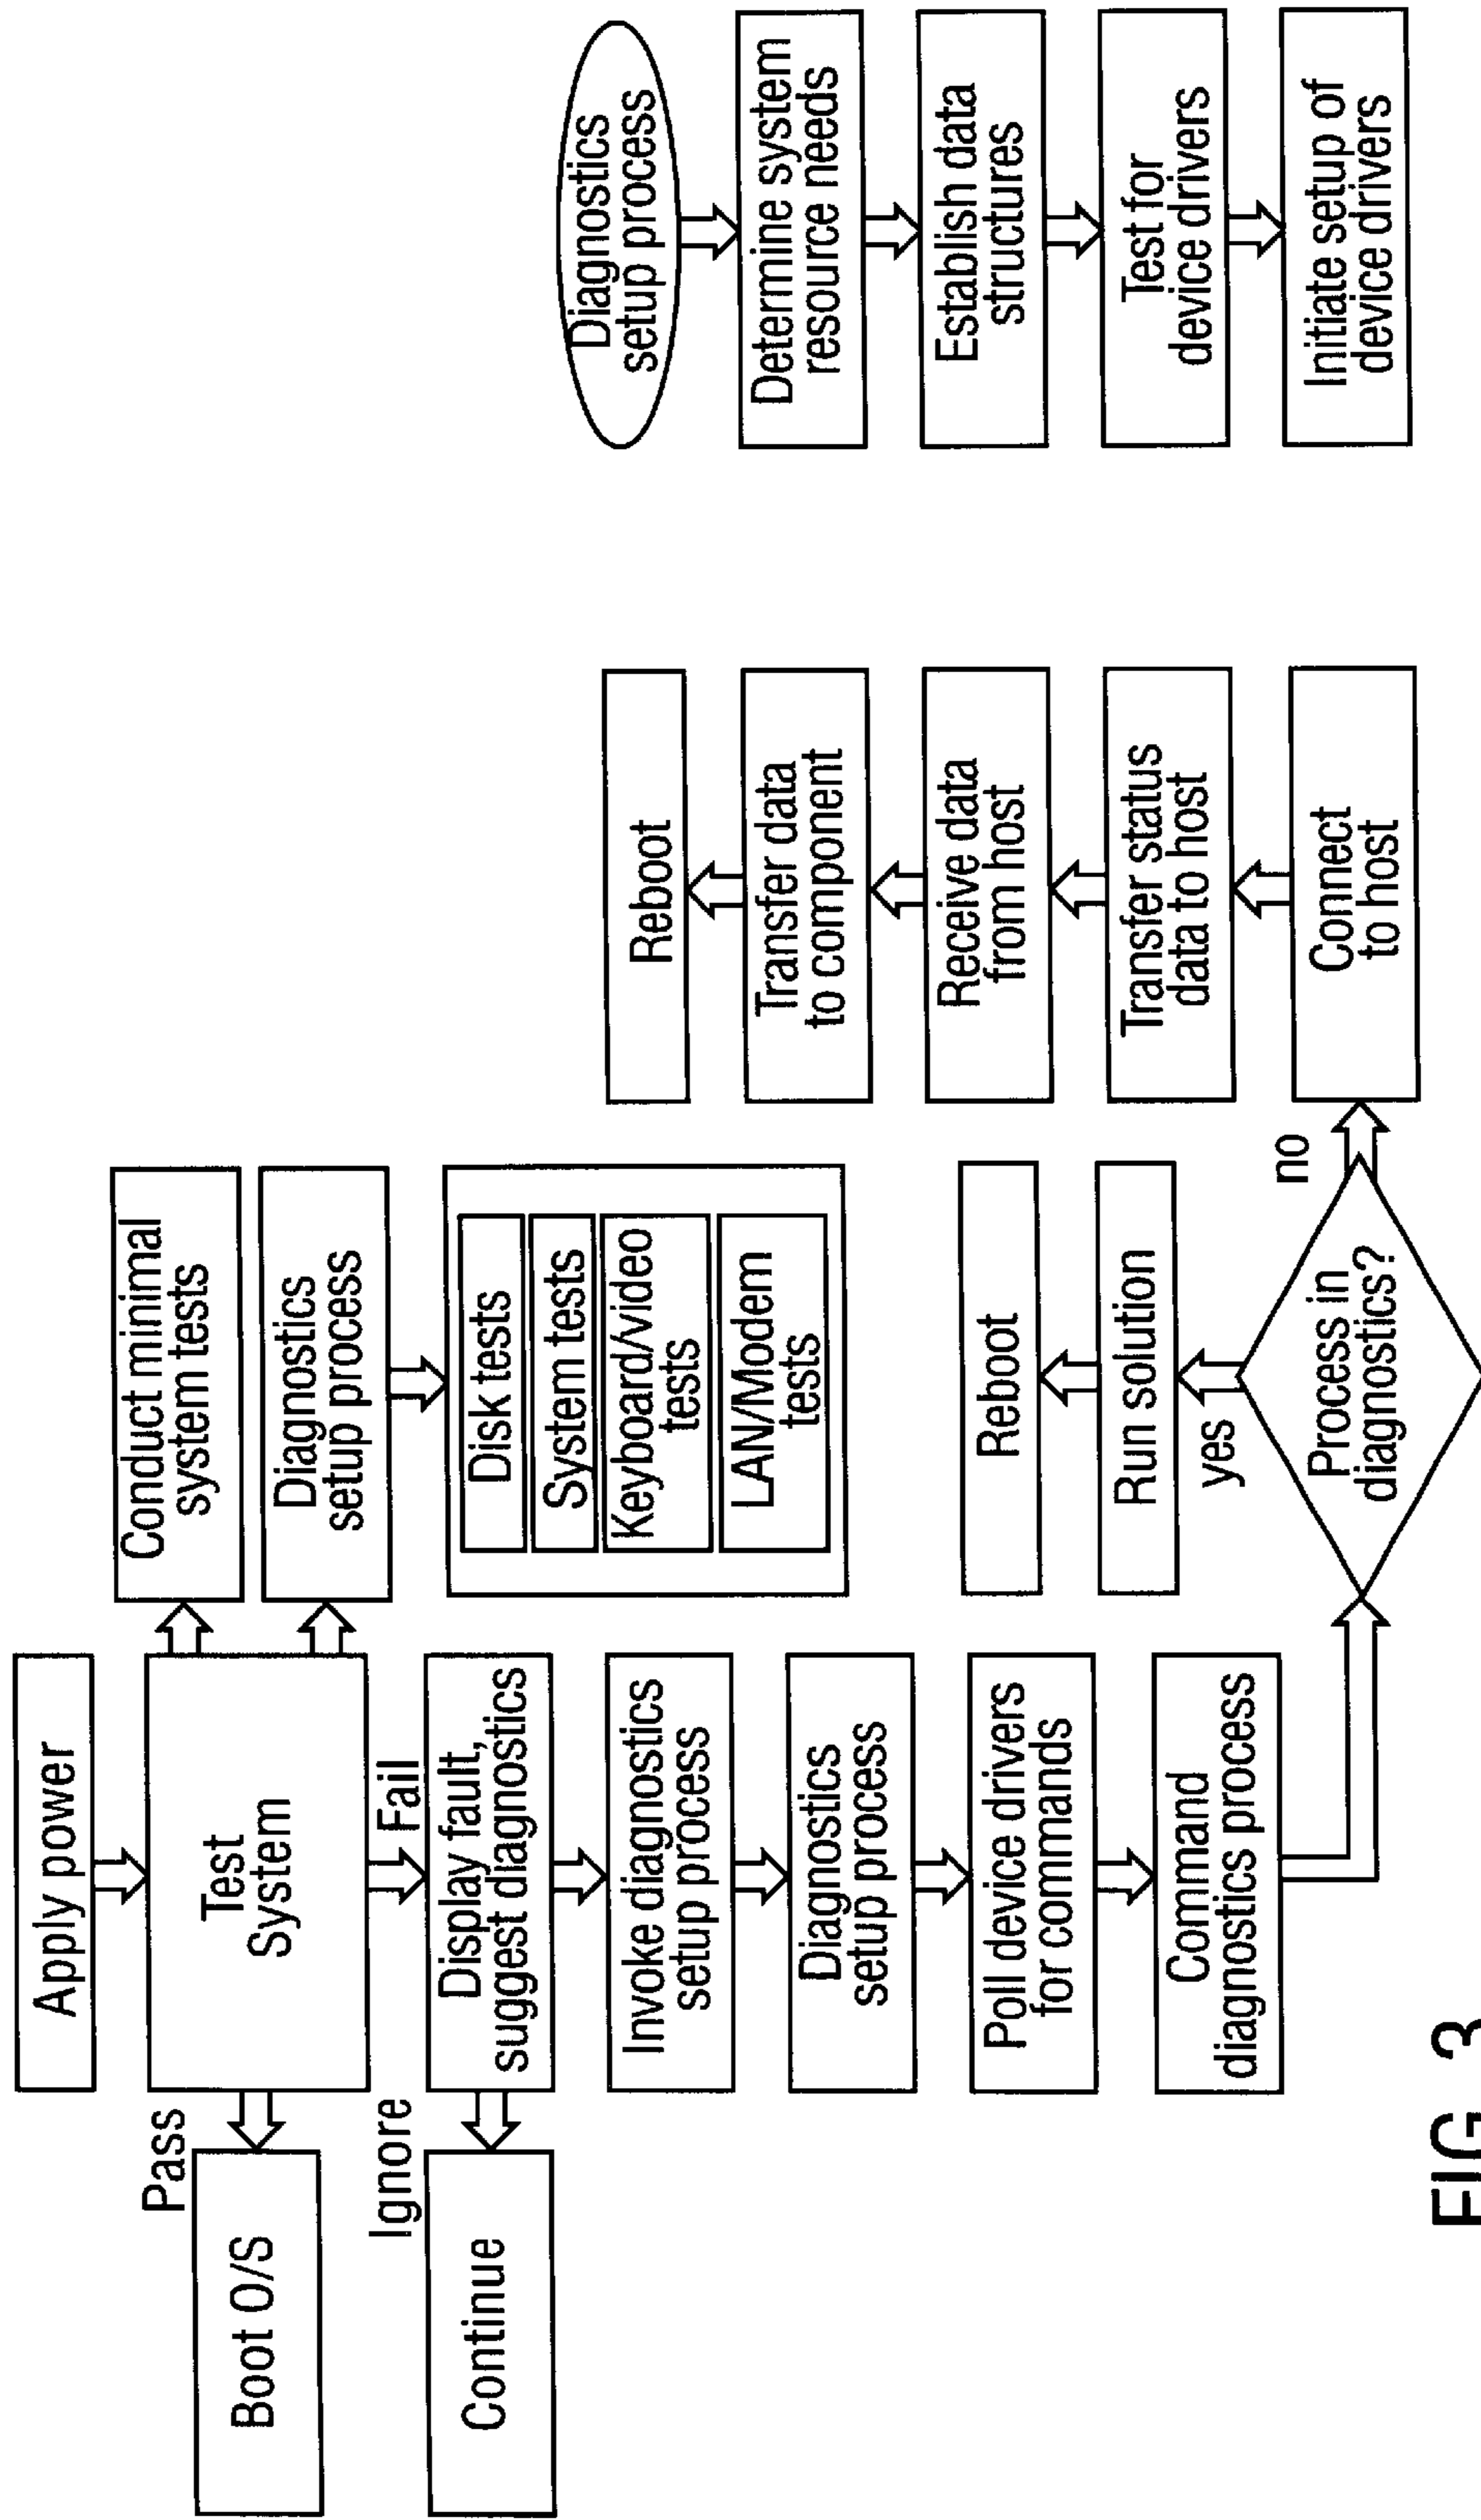 Apply power
Test
System
Pass
Boot O/S
Conduct minimal
system tests
Diagnostics
setup process
Disk tests
System tests
Keyboard/video
tests
LAN/Modem
tests
Fail
Display fault,
suggest diagnostics
Ignore
Continue
Invoke diagnostics
setup process
Diagnostics
setup process
Poll device drivers
for commands
Command
diagnostics process
Process in
diagnostics?
yes
Run solution
Reboot
no
Connect
to host
Transfer status
data to host
Receive data
from host
Transfer data
to component
Reboot
Diagnostics
setup process
Determine system
resource needs
Establish data
structures
Test for
device drivers
Initiate setup of
device drivers
FIG. 3